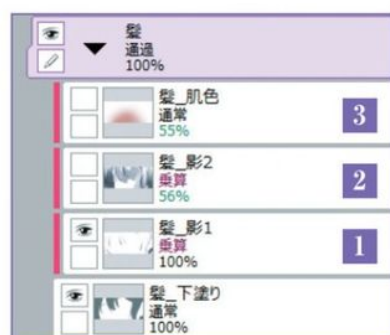 髪
通過
100%
髪_肌色
通常
55%
3
髪_影2
乗算
56%
2
髪_影1
乗算
100%
1
髪_下塗り
通常
100%